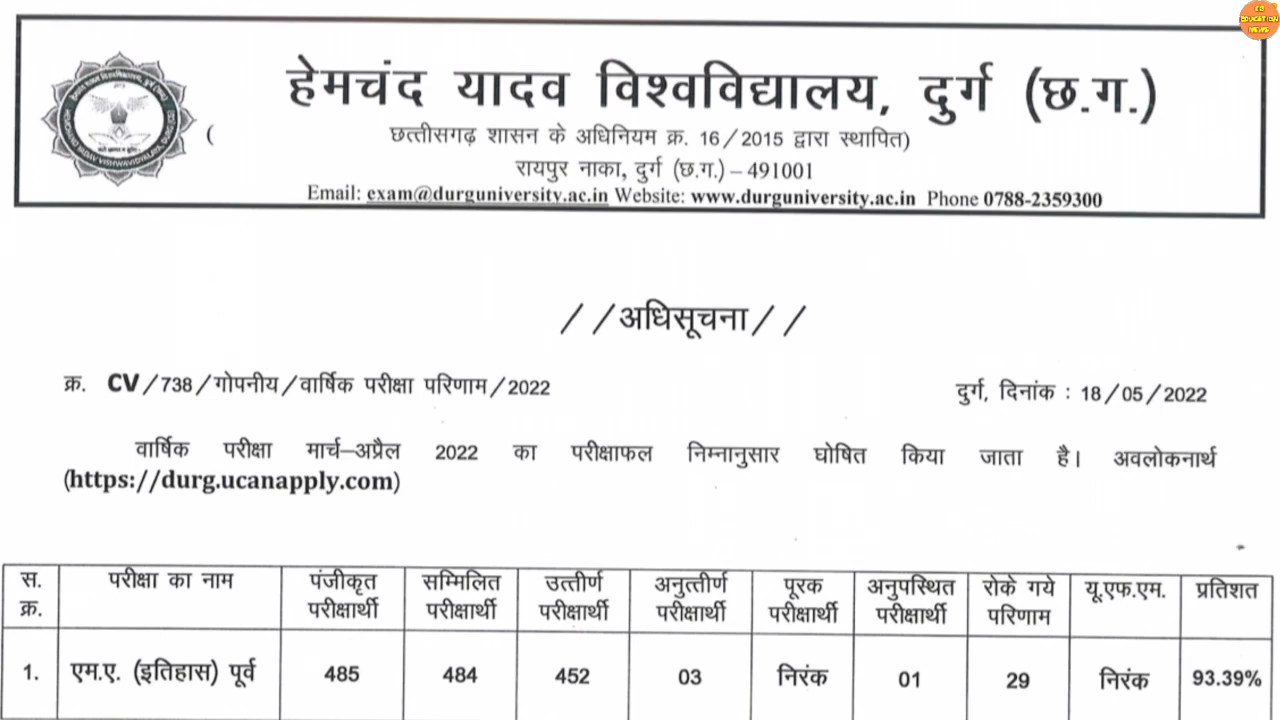 CG
EDUCATION
NEWS
हेमचंद यादव विश्वविद्यालय, दुर्ग (छ.ग.)
( छत्तीसगढ़ शासन के अधिनियम क्र. 16/2015 द्वारा स्थापित)
रायपुर नाका, दुर्ग (छ.ग.) – 491001
Email: exam@durguniversity.ac.in Website: www.durguniversity.ac.in Phone 0788-2359300
//अधिसूचना//
क्र. CV/738/गोपनीय/वार्षिक परीक्षा परिणाम/2022 दुर्ग, दिनांक : 18/05/2022
वार्षिक परीक्षा मार्च–अप्रैल 2022 का परीक्षाफल निम्नानुसार घोषित किया जाता है। अवलोकनार्थ
(https://durg.ucanapply.com)
स. परीक्षा का नाम पंजीकृत सम्मिलित उत्तीर्ण अनुत्तीर्ण पूरक अनुपस्थित रोके गये यू.एफ.एम. प्रतिशत
क्र. परीक्षार्थी परीक्षार्थी परीक्षार्थी परीक्षार्थी परीक्षार्थी परीक्षार्थी परिणाम
1. एम.ए. (इतिहास) पूर्व 485 484 452 03 निरंक 01 29 निरंक 93.39%